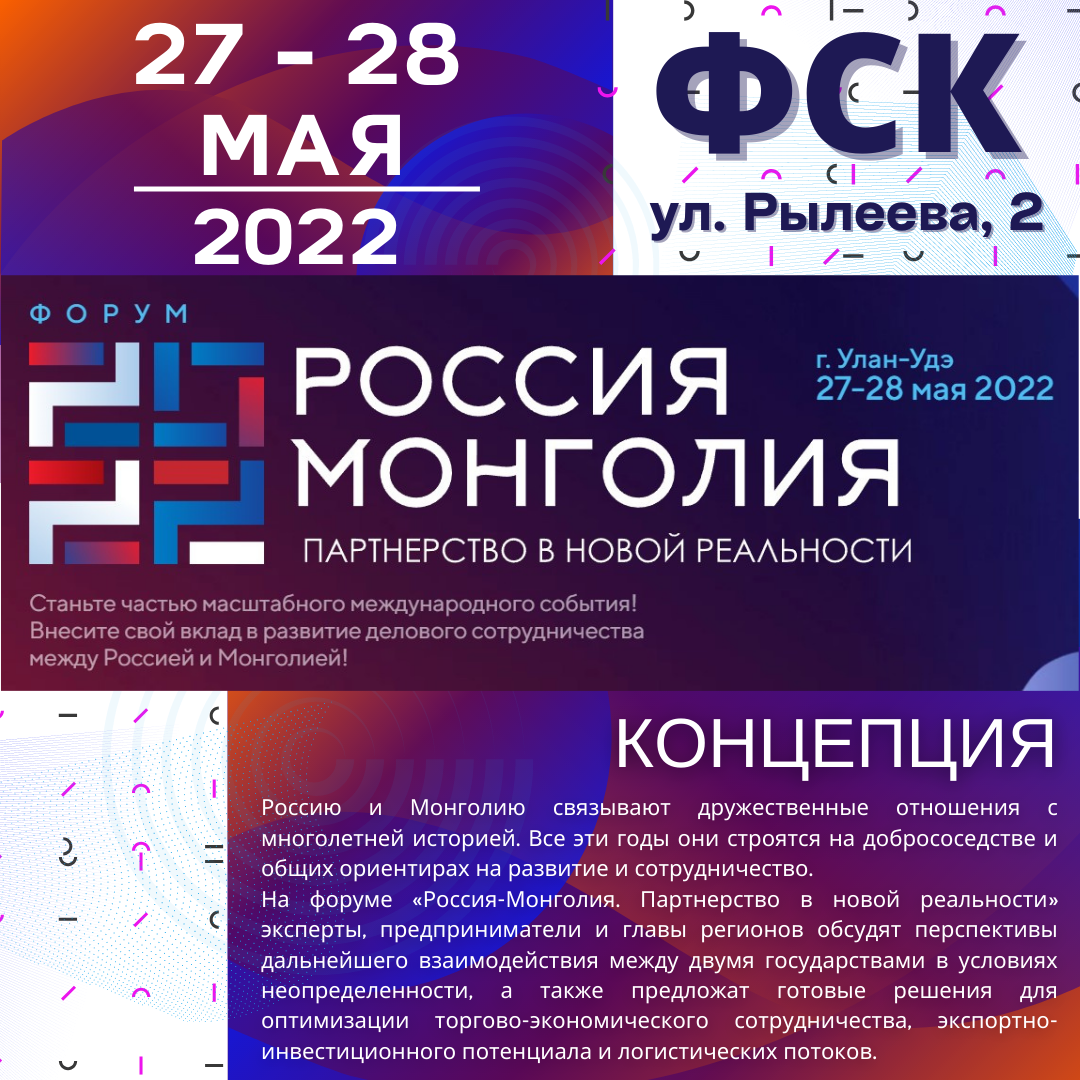 27 - 28
МАЯ
2022
ФСК
ул. Рылеева, 2
ФОРУМ
РОССИЯ
МОНГОЛИЯ
ПАРТНЕРСТВО В НОВОЙ РЕАЛЬНОСТИ
г. Улан-Удэ
27-28 мая 2022
Станьте частью масштабного международного события!
Внесите свой вклад в развитие делового сотрудничества
между Россией и Монголией!
КОНЦЕПЦИЯ
Россию и Монголию связывают дружественные отношения с
многолетней историей. Все эти годы они строятся на добрососедстве и
общих ориентирах на развитие и сотрудничество.
На форуме «Россия-Монголия. Партнерство в новой реальности»
эксперты, предприниматели и главы регионов обсудят перспективы
дальнейшего взаимодействия между двумя государствами в условиях
неопределенности, а также предложат готовые решения для
оптимизации торгово-экономического сотрудничества, экспортно-
инвестиционного потенциала и логистических потоков.